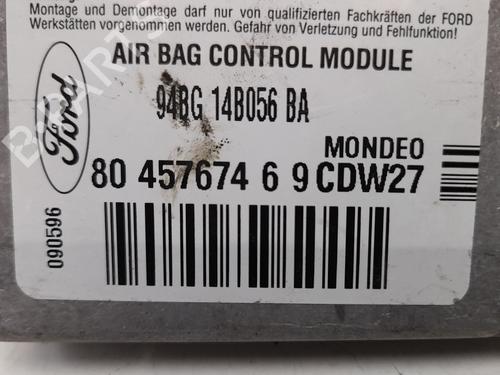 Montage und Demontage darf nur von qualifizierten Fachkräften der FORD
Werkstätten vorgenommen werden. Gefahr von Verletzung und Fehlfunktion!
AIR BAG CONTROL MODULE
94BG 14B056 BA
Ford
MONDEO
80 457674 6 9 CDW27
090596
B-PARTS